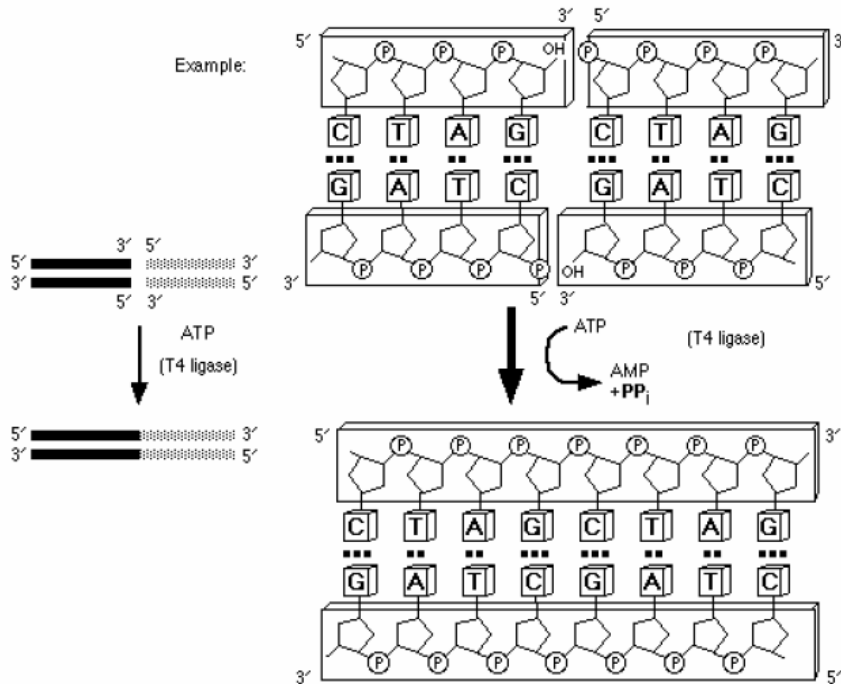 3′ 5′
5′ P P P OH P P P P 3′
Example:
C T A G C T A G
G A T C G A T C
3′ 5′
5′ 3′
3′ 5′
5′ 3′
P P P P OH P P P
3′ 5′
5′ 3′
ATP
(T4 ligase)
ATP
(T4 ligase)
AMP
+PPi
5′ 3′
3′ 5′
5′ P P P P P P P 3′
C T A G C T A G
G A T C G A T C
3′ P P P P P P P 5′